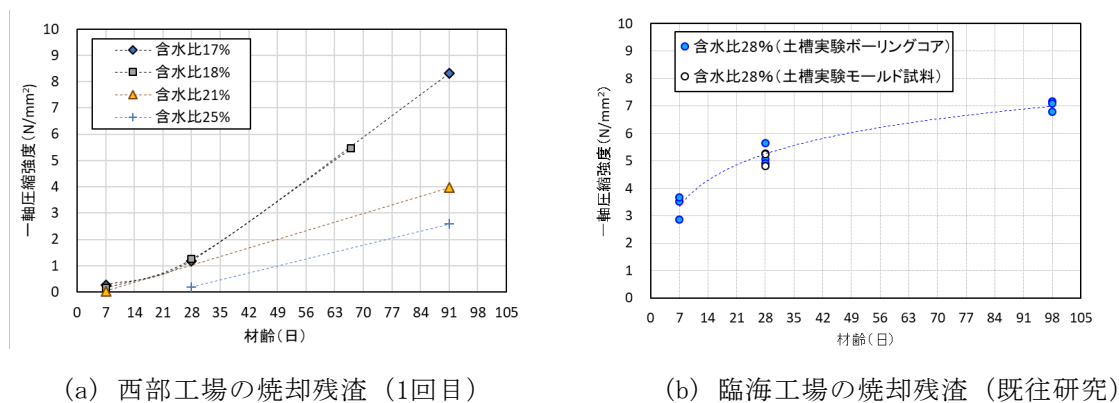 10
9
8
7
6
5
4
3
2
1
0
一軸圧縮強度(N/mm²)
含水比17%
含水比18%
含水比21%
含水比25%
0 7 14 21 28 35 42 49 56 63 70 77 84 91 98 105
材齢(日)
(a) 西部工場の焼却残渣(1回目)
10
9
8
7
6
5
4
3
2
1
0
一軸圧縮強度(N/mm²)
含水比28%(土槽実験ボーリングコア)
含水比28%(土槽実験モールド試料)
0 7 14 21 28 35 42 49 56 63 70 77 84 91 98 105
材齢(日)
(b) 臨海工場の焼却残渣(既往研究)